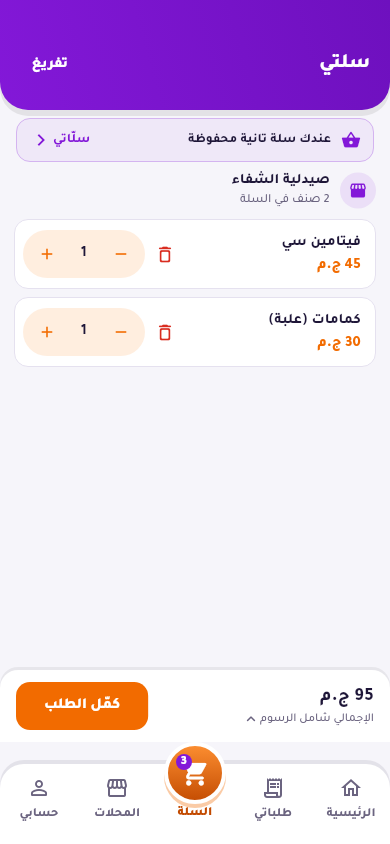 سلتي
تفريغ
عندك سلة تانية محفوظة
سلّاتي
صيدلية الشفاء
2 صنف في السلة
فيتامين سي
45 ج.م
1
كمامات (علبة)
30 ج.م
1
95 ج.م
الإجمالي شامل الرسوم
كمّل الطلب
الرئيسية
طلباتي
3
السلة
المحلات
حسابي